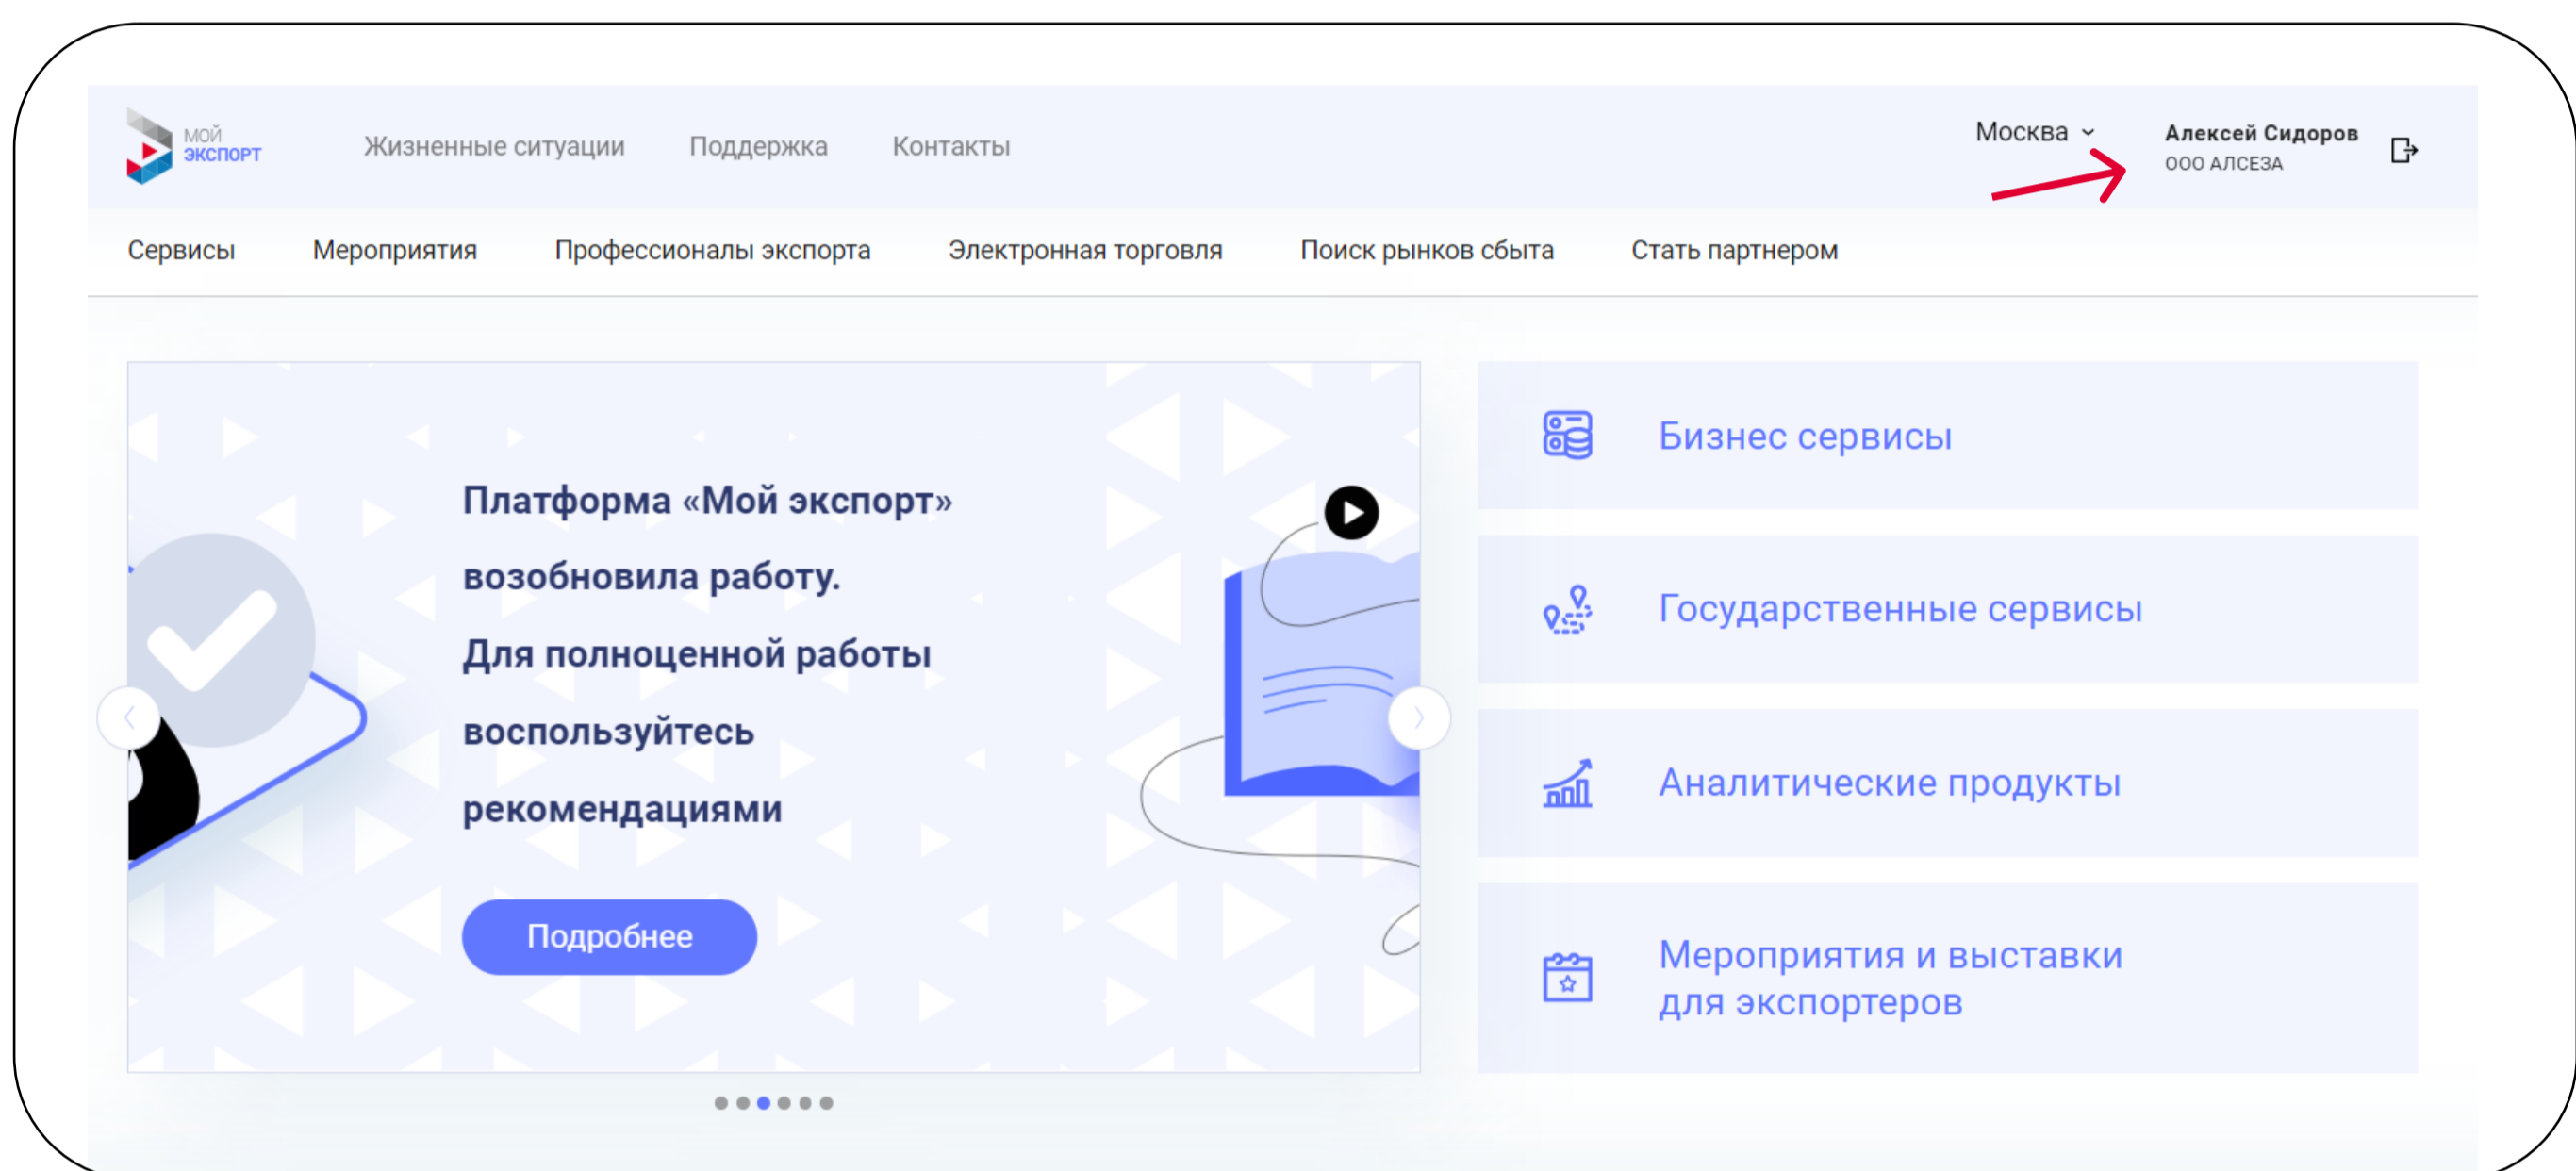 МОЙ
ЭКСПОРТ
Жизненные ситуации
Поддержка
Контакты
Москва
Алексей Сидоров
ООО АЛСЕЗА
Сервисы
Мероприятия
Профессионалы экспорта
Электронная торговля
Поиск рынков сбыта
Стать партнером
Платформа «Мой экспорт»
возобновила работу.
Для полноценной работы
воспользуйтесь
рекомендациями
Подробнее
Бизнес сервисы
Государственные сервисы
Аналитические продукты
Мероприятия и выставки
для экспортеров